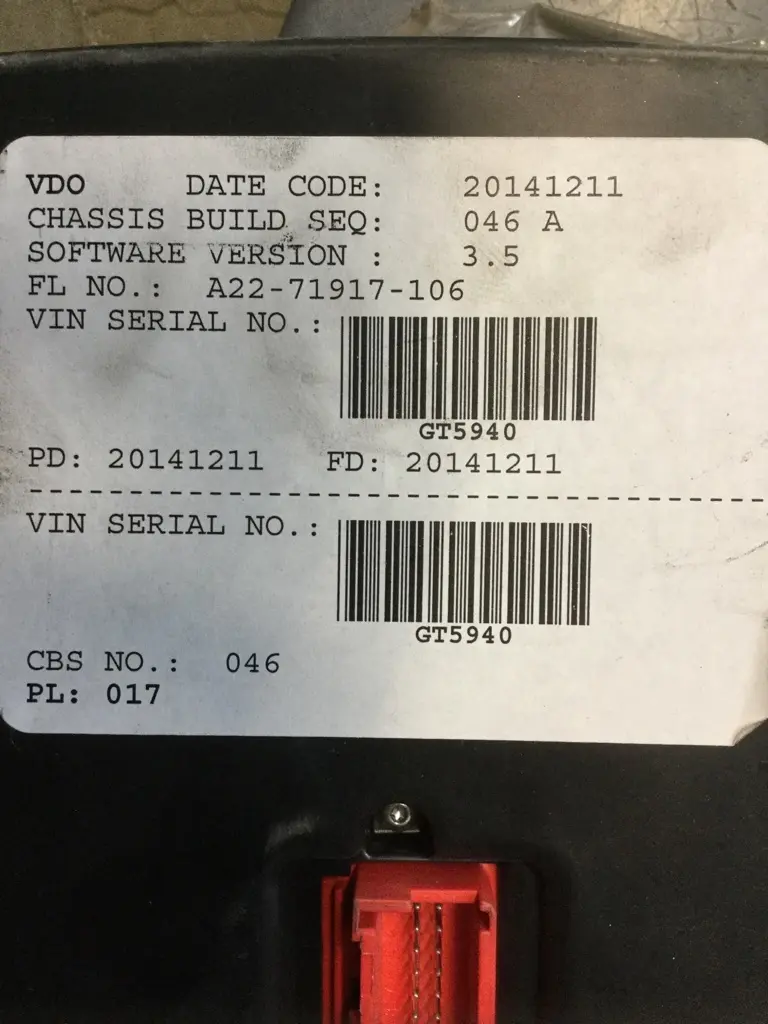 VDO DATE CODE: 20141211
CHASSIS BUILD SEQ: 046 A
SOFTWARE VERSION : 3.5
FL NO.: A22-71917-106
VIN SERIAL NO.:
GT5940
PD: 20141211 FD: 20141211
VIN SERIAL NO.:
GT5940
CBS NO.: 046
PL: 017